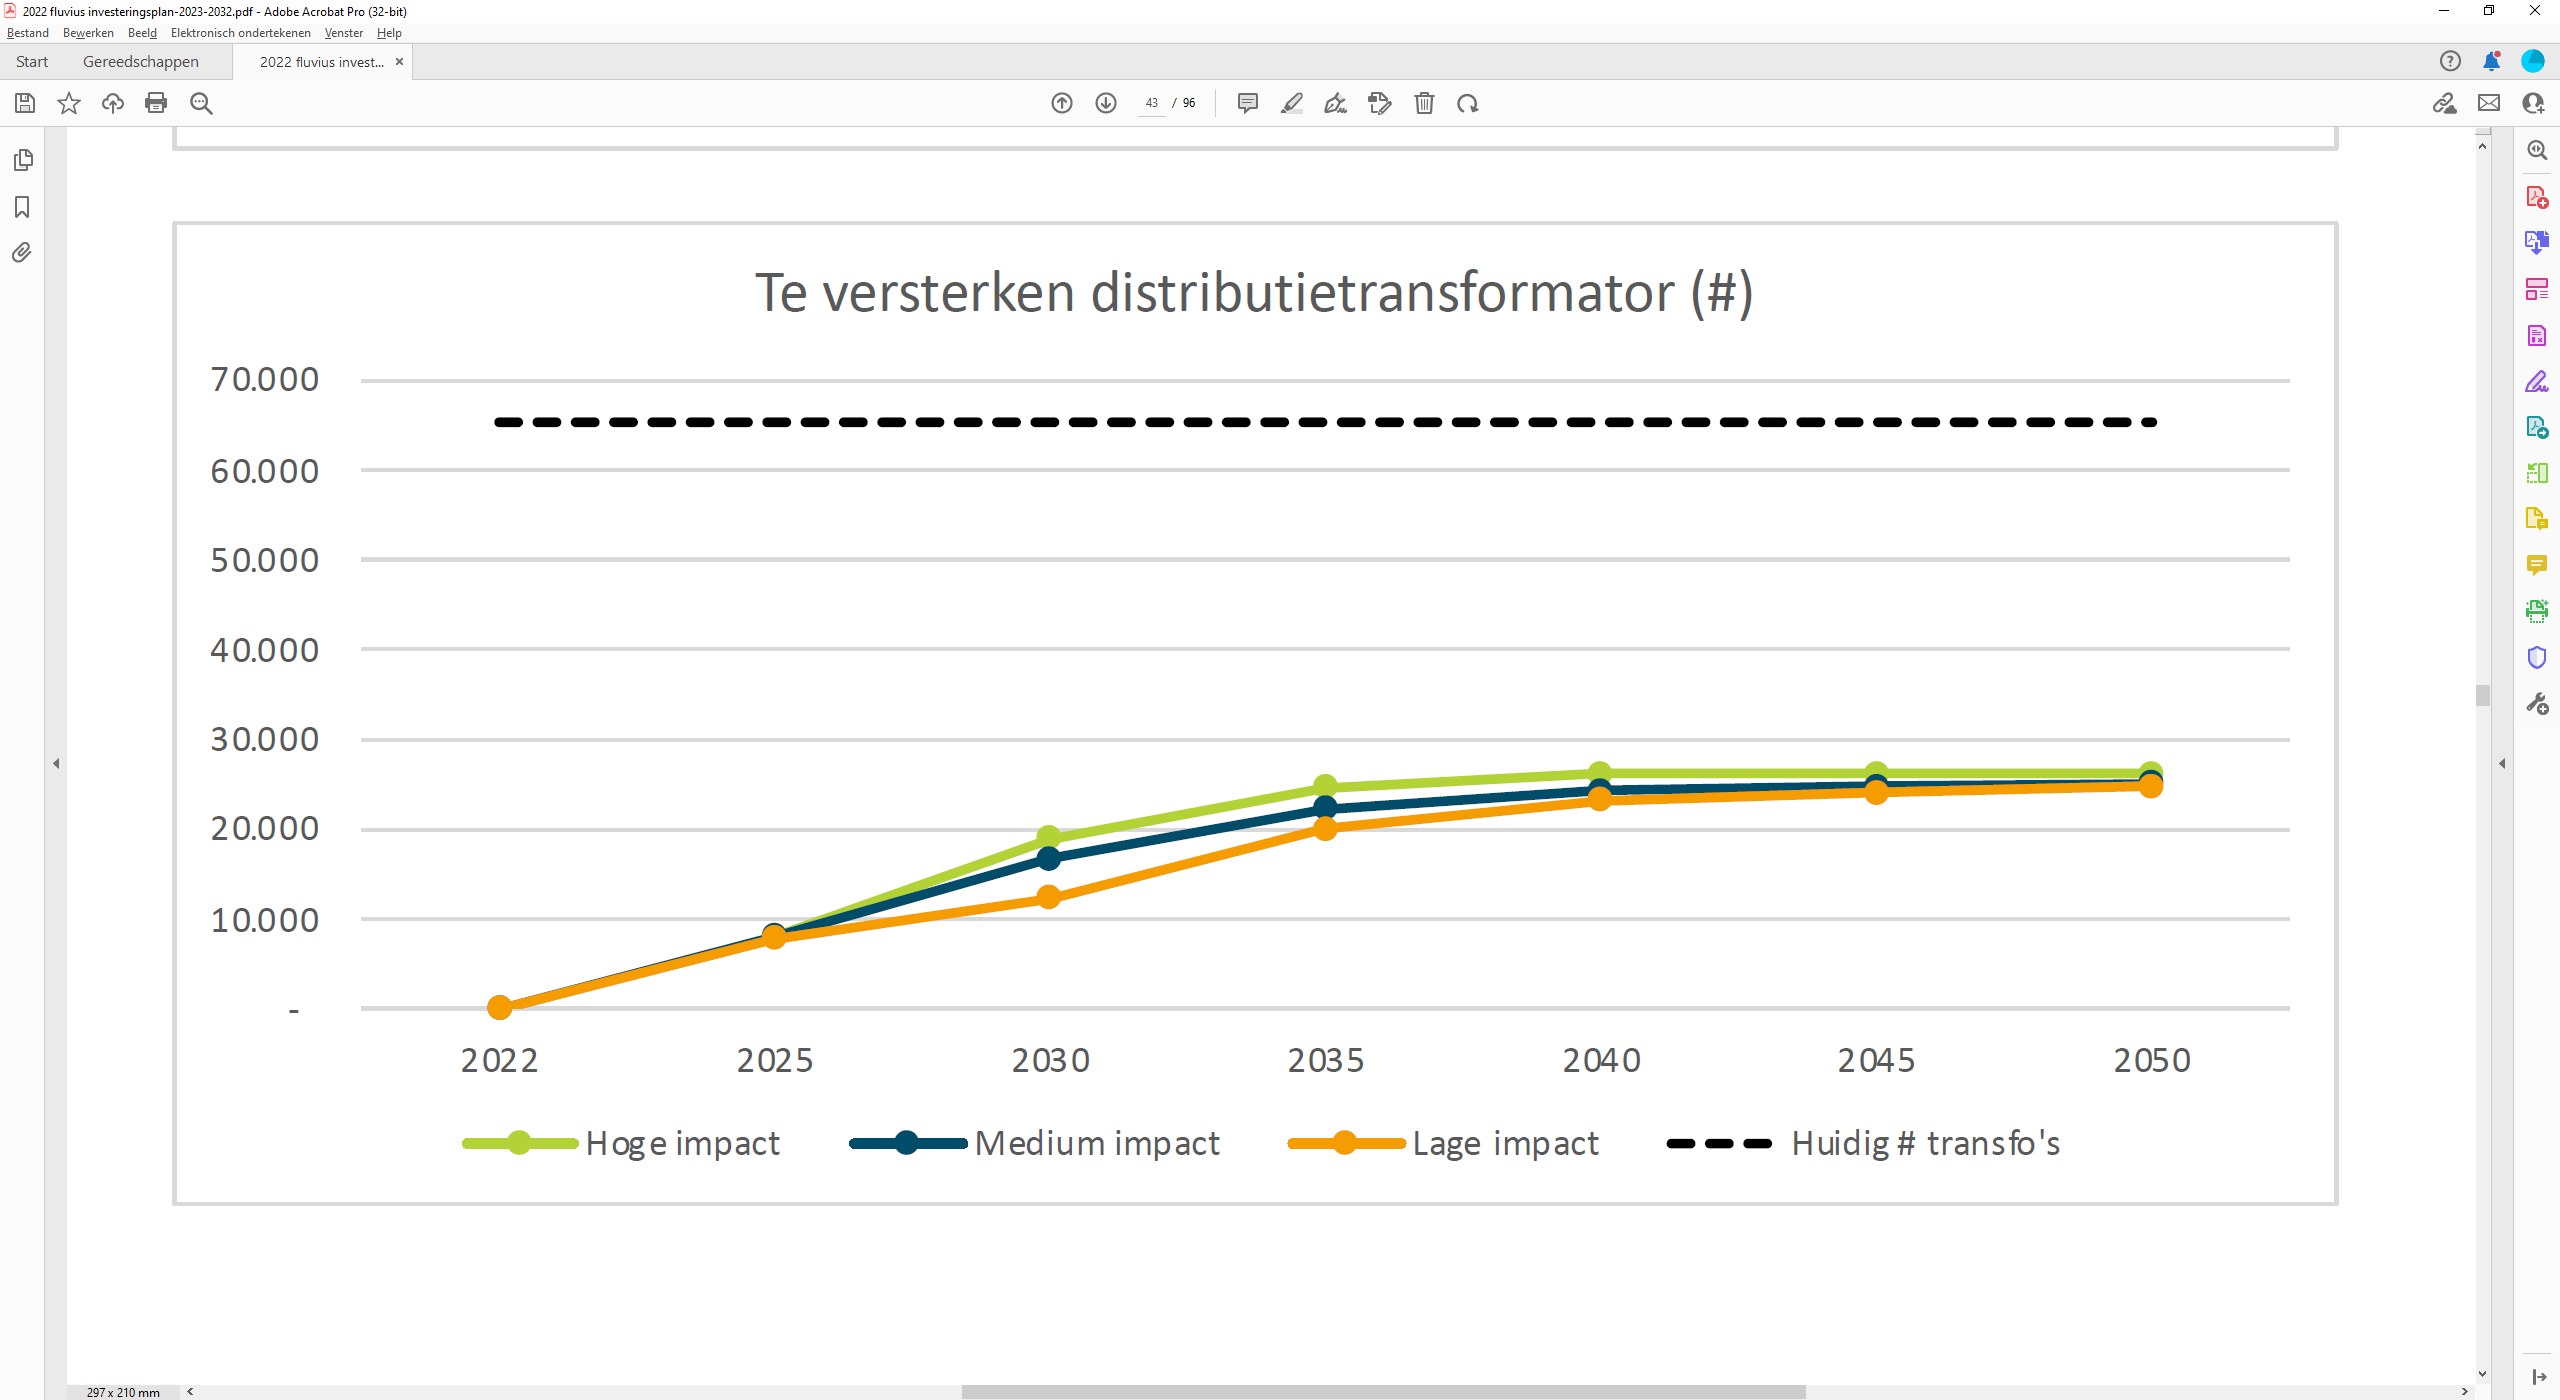 2022 fluvius investeringsplan-2023-2032.pdf - Adobe Acrobat Pro (32-bit)
Bestand Bewerken Beeld Elektronisch ondertekenen Venster Help
Start Gereedschappen 2022 fluvius invest... ×
43 / 96
Te versterken distributietransformator (#)
70.000
60.000
50.000
40.000
30.000
20.000
10.000
-
2022 2025 2030 2035 2040 2045 2050
Hoge impact Medium impact Lage impact Huidig # transfo's
297 x 210 mm